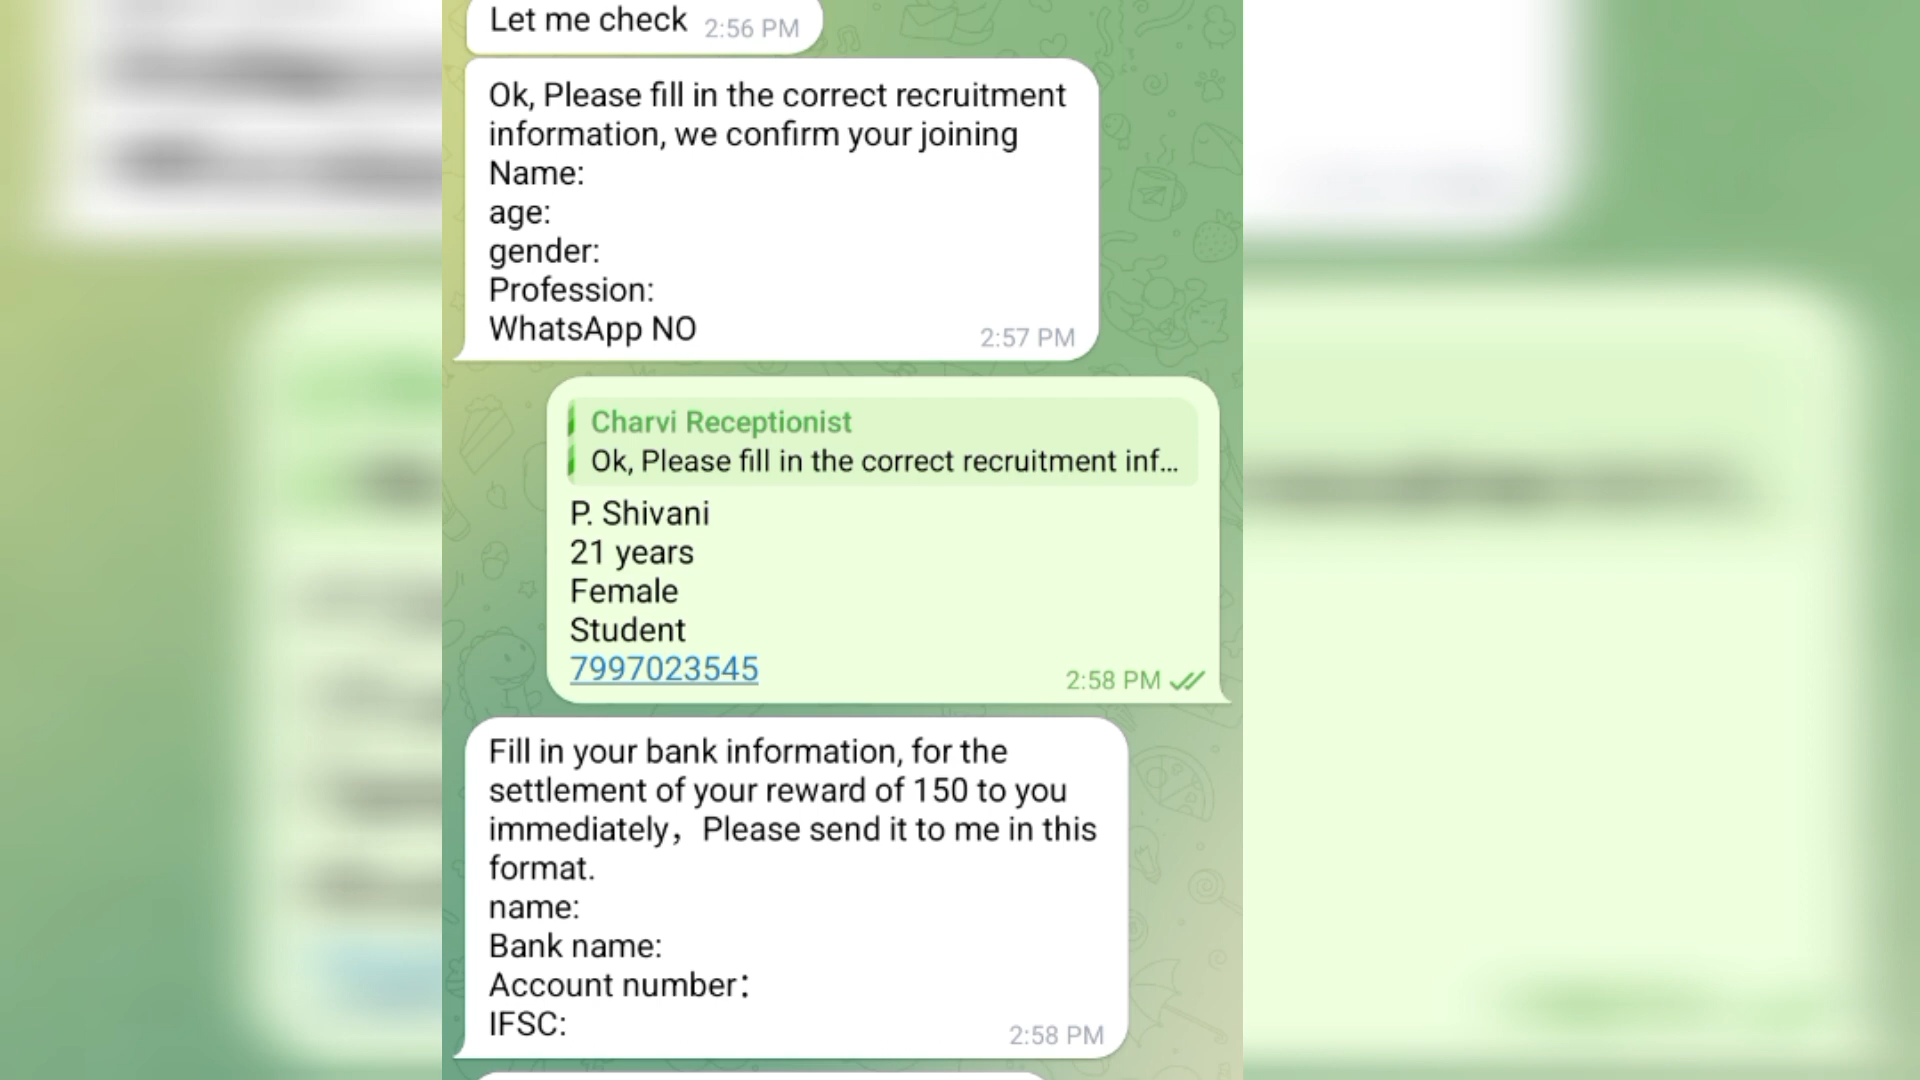 Let me check 2:56 PM
Ok, Please fill in the correct recruitment
information, we confirm your joining
Name:
age:
gender:
Profession:
WhatsApp NO 2:57 PM
Charvi Receptionist
Ok, Please fill in the correct recruitment inf...
P. Shivani
21 years
Female
Student
7997023545 2:58 PM
Fill in your bank information, for the
settlement of your reward of 150 to you
immediately，Please send it to me in this
format.
name:
Bank name:
Account number：
IFSC: 2:58 PM